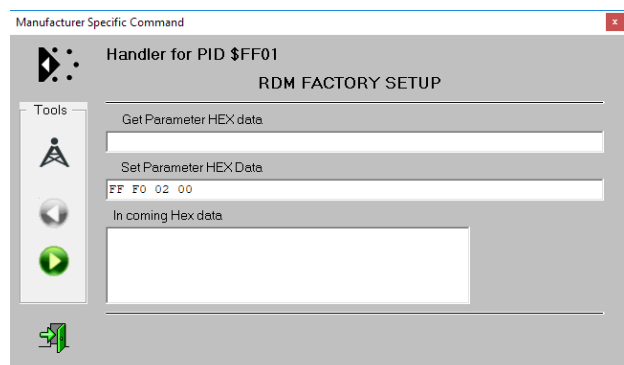 Manufacturer Specific Command
x
Handler for PID $FF01
RDM FACTORY SETUP
Tools
Get Parameter HEX data
Set Parameter HEX Data
FF F0 02 00
In coming Hex data